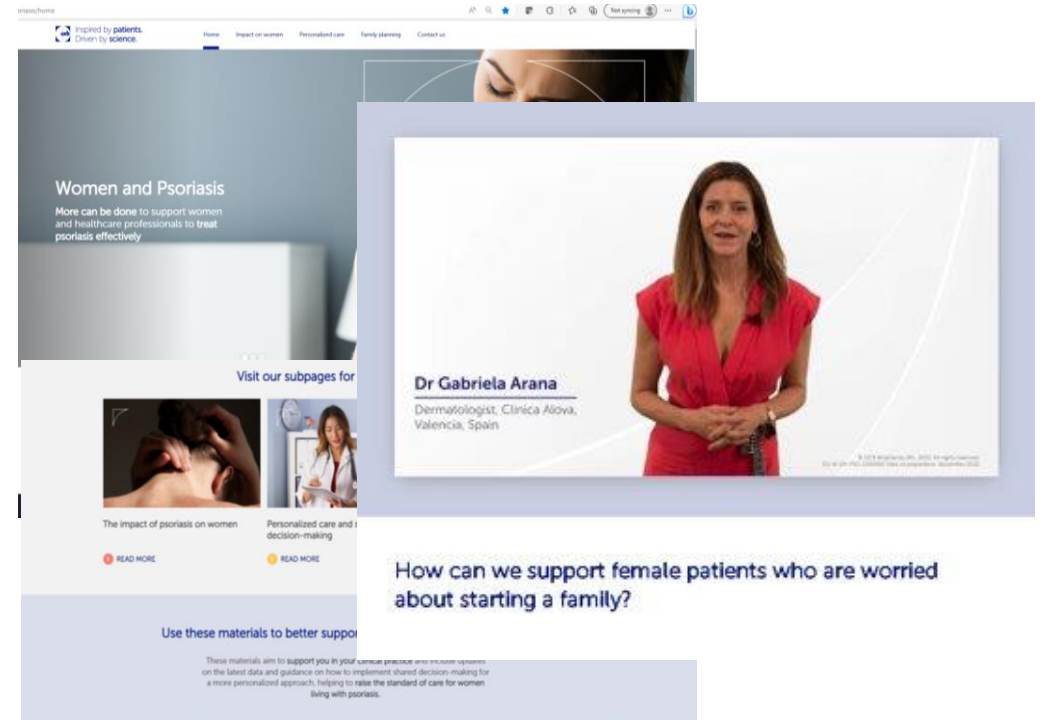 oriasis/home
Not syncing
ucb
Inspired by patients.
Driven by science.
Home
Impact on women
Personalized care
Family planning
Contact us
Women and Psoriasis
More can be done to support women
and healthcare professionals to treat
psoriasis effectively
Visit our subpages for
The impact of psoriasis on women
READ MORE
Personalized care and s
decision-making
READ MORE
Use these materials to better suppor
These materials aim to support you in your clinical practice and include updates
on the latest data and guidance on how to implement shared decision-making for
a more personalized approach, helping to raise the standard of care for women
living with psoriasis.
Dr Gabriela Arana
Dermatologist, Clinica Alova,
Valencia, Spain
All rights reserved.
How can we support female patients who are worried
about starting a family?